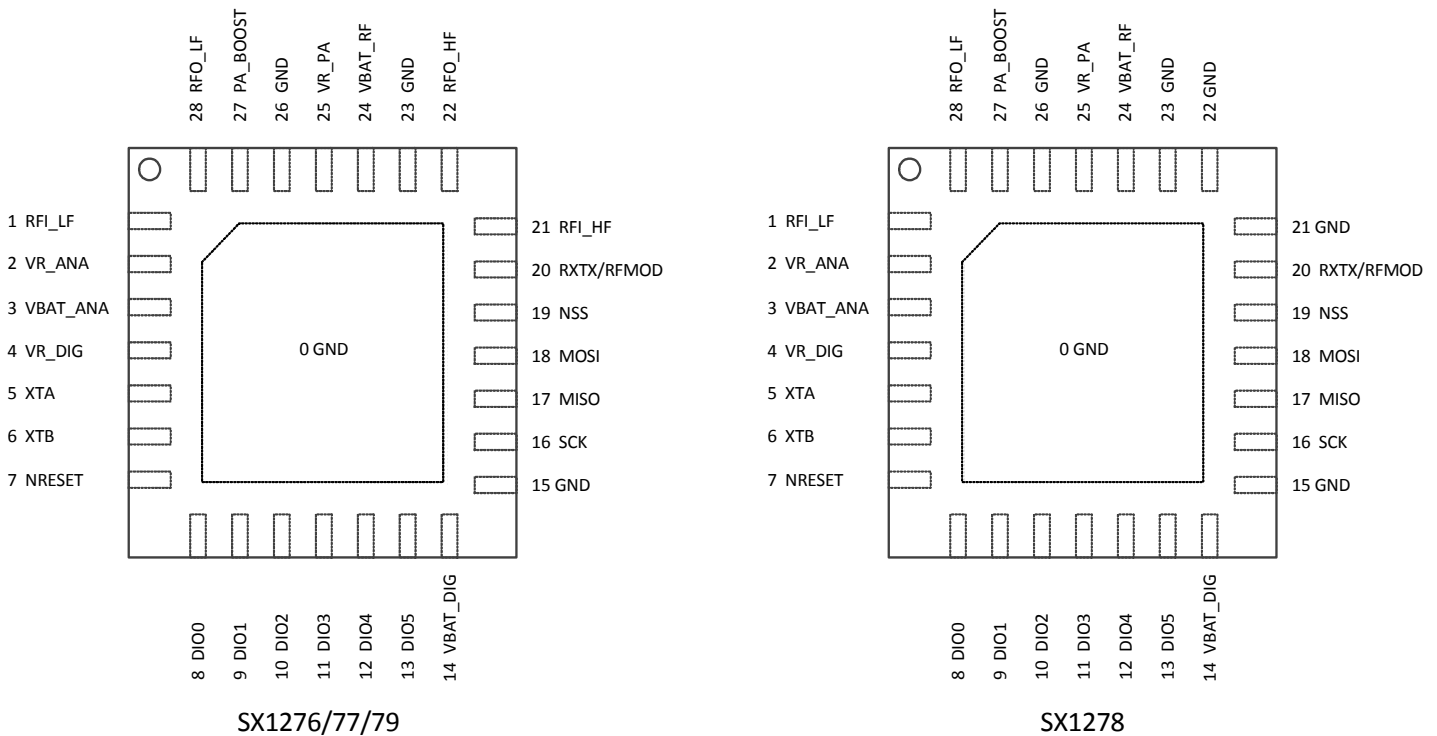 28 RFO_LF
27 PA_BOOST
26 GND
25 VR_PA
24 VBAT_RF
23 GND
22 RFO_HF
1 RFI_LF
2 VR_ANA
3 VBAT_ANA
4 VR_DIG
5 XTA
6 XTB
7 NRESET
0 GND
21 RFI_HF
20 RXTX/RFMOD
19 NSS
18 MOSI
17 MISO
16 SCK
15 GND
8 DIO0
9 DIO1
10 DIO2
11 DIO3
12 DIO4
13 DIO5
14 VBAT_DIG
SX1276/77/79
28 RFO_LF
27 PA_BOOST
26 GND
25 VR_PA
24 VBAT_RF
23 GND
22 GND
1 RFI_LF
2 VR_ANA
3 VBAT_ANA
4 VR_DIG
5 XTA
6 XTB
7 NRESET
0 GND
21 GND
20 RXTX/RFMOD
19 NSS
18 MOSI
17 MISO
16 SCK
15 GND
8 DIO0
9 DIO1
10 DIO2
11 DIO3
12 DIO4
13 DIO5
14 VBAT_DIG
SX1278